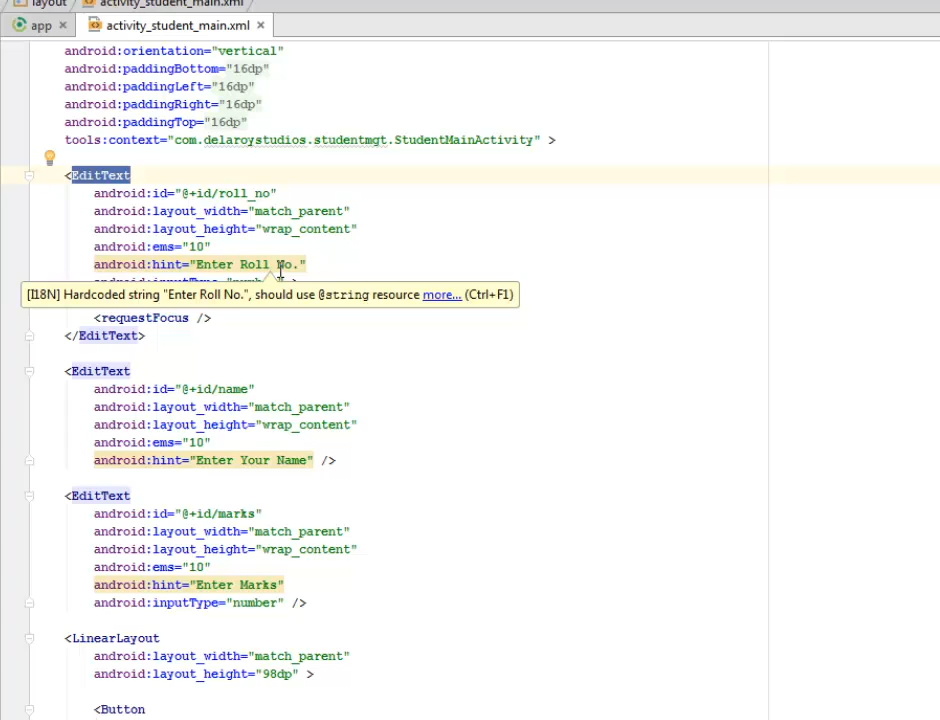 layout activity_student_main.xml
app activity_student_main.xml
android:orientation="vertical"
android:paddingBottom="16dp"
android:paddingLeft="16dp"
android:paddingRight="16dp"
android:paddingTop="16dp"
tools:context="com.delaroystudios.studentmgt.StudentMainActivity" >
<EditText
android:id="@+id/roll_no"
android:layout_width="match_parent"
android:layout_height="wrap_content"
android:ems="10"
android:hint="Enter Roll No."
[I18N] Hardcoded string "Enter Roll No.", should use @string resource more... (Ctrl+F1)
<requestFocus />
</EditText>
<EditText
android:id="@+id/name"
android:layout_width="match_parent"
android:layout_height="wrap_content"
android:ems="10"
android:hint="Enter Your Name" />
<EditText
android:id="@+id/marks"
android:layout_width="match_parent"
android:layout_height="wrap_content"
android:ems="10"
android:hint="Enter Marks"
android:inputType="number" />
<LinearLayout
android:layout_width="match_parent"
android:layout_height="98dp" >
<Button